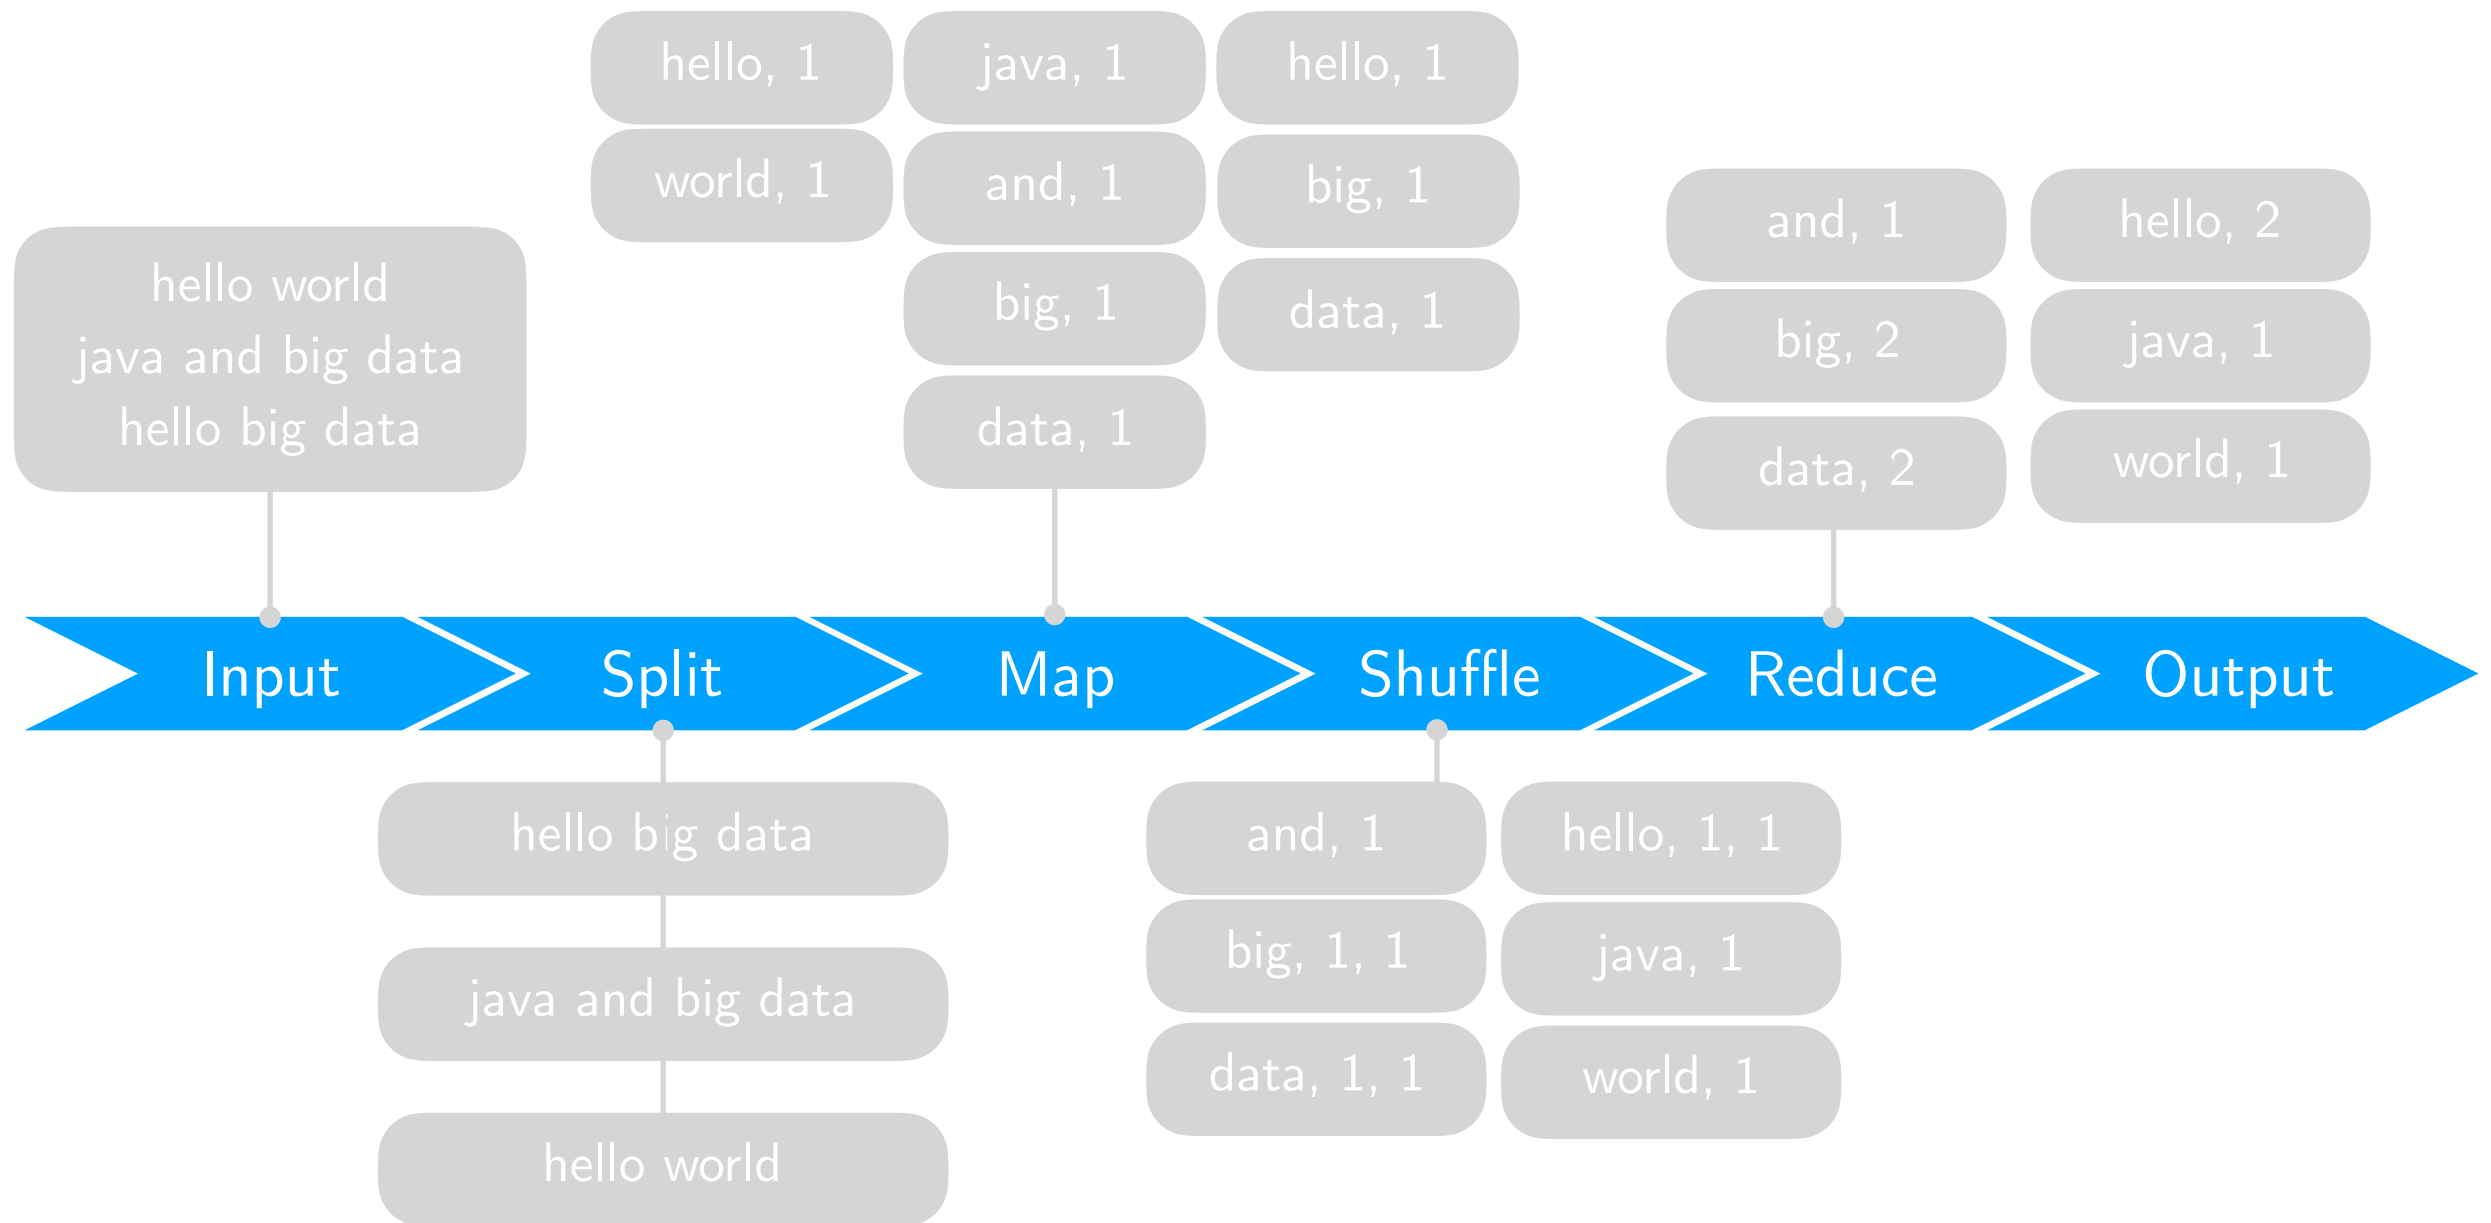 hello world
java and big data
hello big data
hello, 1
world, 1
java, 1
and, 1
big, 1
data, 1
hello, 1
big, 1
data, 1
and, 1
big, 2
data, 2
hello, 2
java, 1
world, 1
Input
Split
Map
Shuffle
Reduce
Output
hello big data
java and big data
hello world
and, 1
big, 1, 1
data, 1, 1
hello, 1, 1
java, 1
world, 1